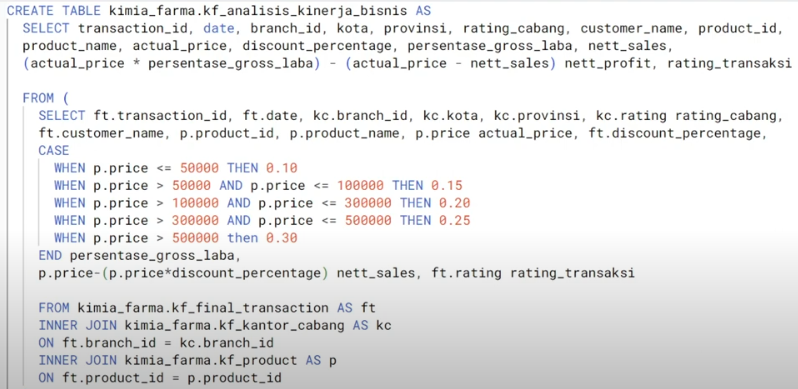 CREATE TABLE kimia_farma.kf_analisis_kinerja_bisnis AS
SELECT transaction_id, date, branch_id, kota, provinsi, rating_cabang, customer_name, product_id,
product_name, actual_price, discount_percentage, persentase_gross_laba, nett_sales,
(actual_price * persentase_gross_laba) - (actual_price - nett_sales) nett_profit, rating_transaksi
FROM (
SELECT ft.transaction_id, ft.date, kc.branch_id, kc.kota, kc.provinsi, kc.rating rating_cabang,
ft.customer_name, p.product_id, p.product_name, p.price actual_price, ft.discount_percentage,
CASE
WHEN p.price <= 50000 THEN 0.10
WHEN p.price > 50000 AND p.price <= 100000 THEN 0.15
WHEN p.price > 100000 AND p.price <= 300000 THEN 0.20
WHEN p.price > 300000 AND p.price <= 500000 THEN 0.25
WHEN p.price > 500000 then 0.30
END persentase_gross_laba,
p.price-(p.price*discount_percentage) nett_sales, ft.rating rating_transaksi
FROM kimia_farma.kf_final_transaction AS ft
INNER JOIN kimia_farma.kf_kantor_cabang AS kc
ON ft.branch_id = kc.branch_id
INNER JOIN kimia_farma.kf_product AS p
ON ft.product_id = p.product_id